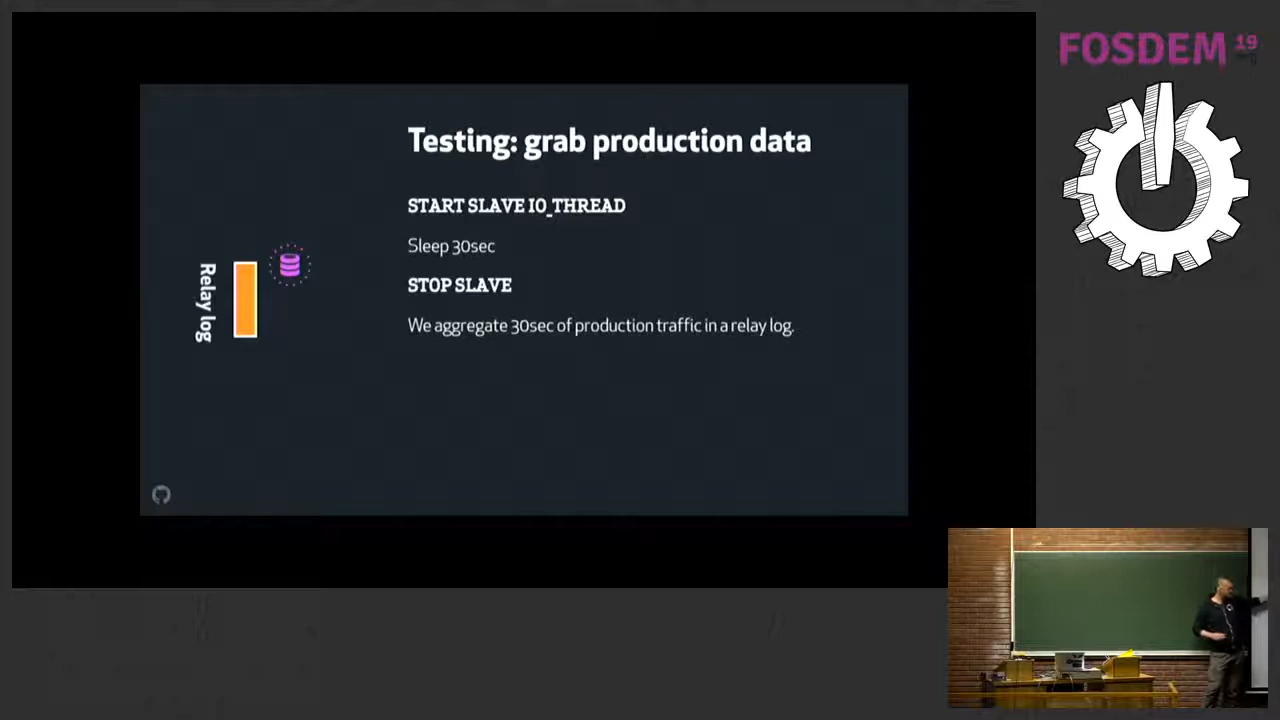 FOSDEM 19
Testing: grab production data
START SLAVE IO_THREAD
Sleep 30sec
STOP SLAVE
We aggregate 30sec of production traffic in a relay log.
Relay log